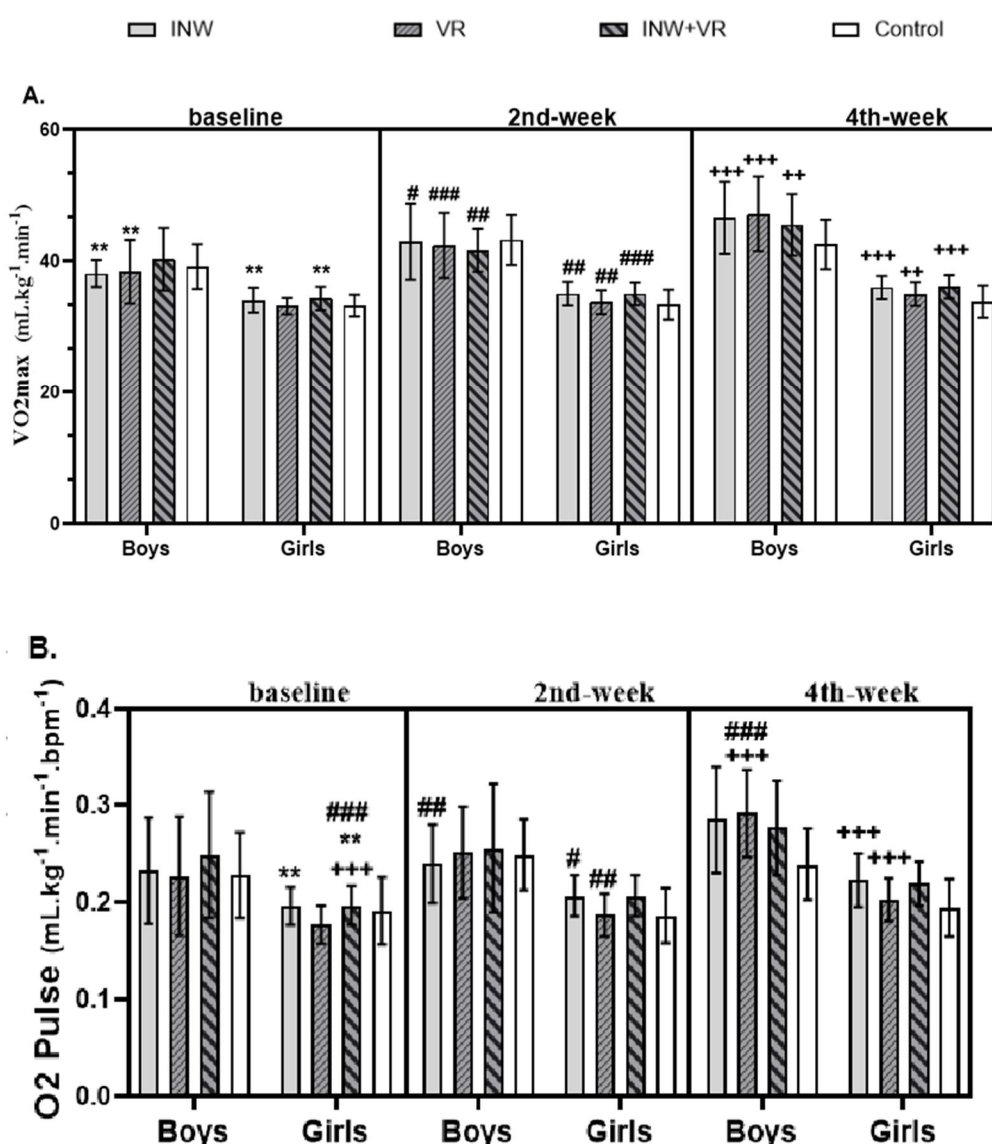 INW VR INW+VR Control
A.
baseline 2nd-week 4th-week
VO2max (mL.kg⁻¹.min⁻¹)
60
40
20
0
** ** ** **
# ### ## ## ## ###
+++ +++ ++ +++ ++ +++
Boys Girls Boys Girls Boys Girls
B.
baseline 2nd-week 4th-week
O2 Pulse (mL.kg⁻¹.min⁻¹.bpm⁻¹)
0.4
0.3
0.2
0.1
0.0
** ### ** +++
## # ##
### +++ +++ +++
Boys Girls Boys Girls Boys Girls